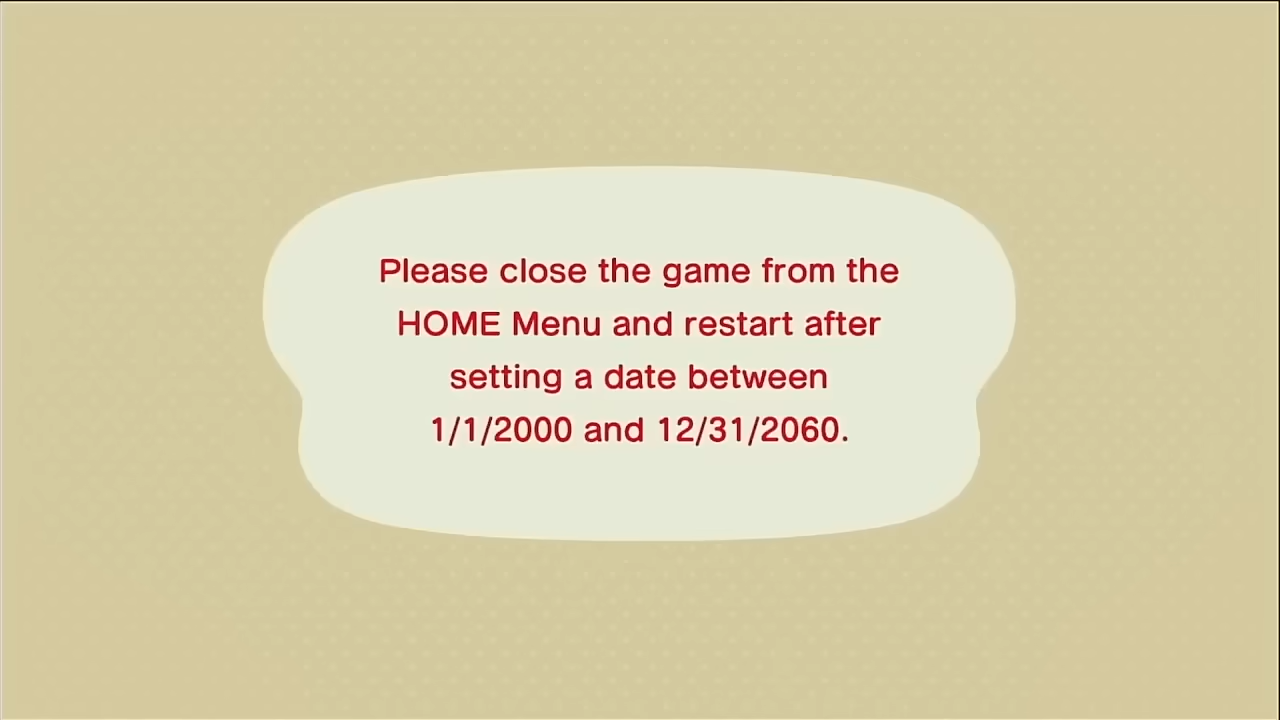 Please close the game from the
HOME Menu and restart after
setting a date between
1/1/2000 and 12/31/2060.